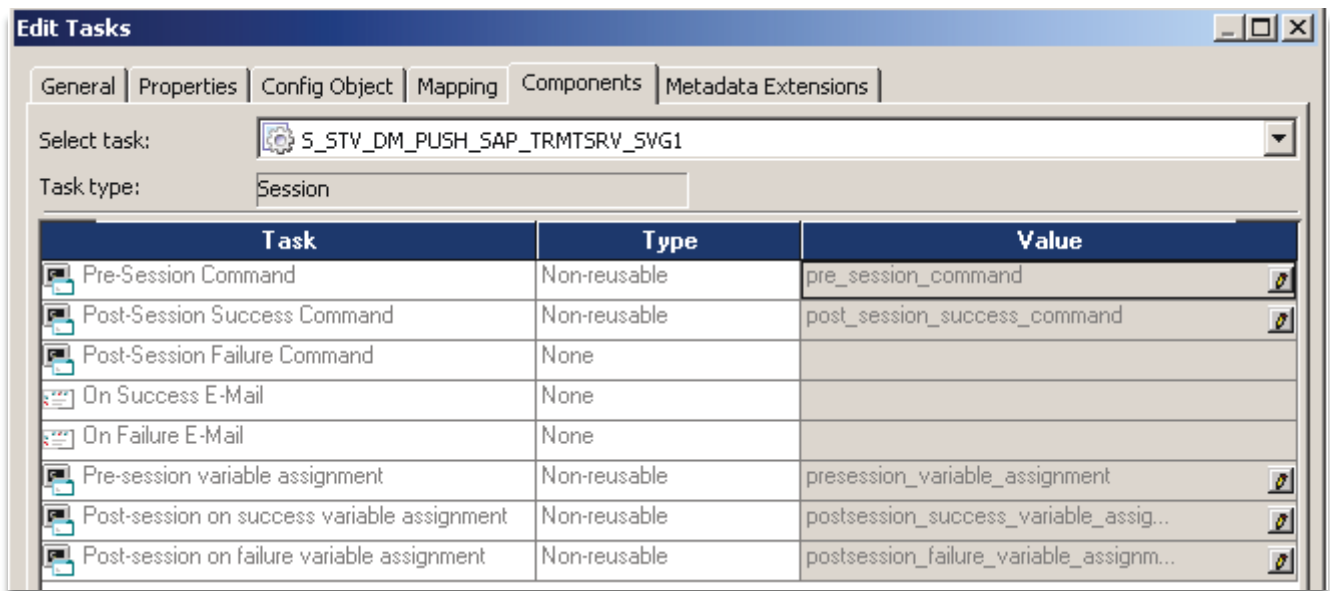 Edit Tasks
General Properties Config Object Mapping Components Metadata Extensions
Select task: S_STV_DM_PUSH_SAP_TRMTSRV_SVG1
Task type: Session
Task Type Value
Pre-Session Command Non-reusable pre_session_command
Post-Session Success Command Non-reusable post_session_success_command
Post-Session Failure Command None
On Success E-Mail None
On Failure E-Mail None
Pre-session variable assignment Non-reusable presession_variable_assignment
Post-session on success variable assignment Non-reusable postsession_success_variable_assig...
Post-session on failure variable assignment Non-reusable postsession_failure_variable_assignm...